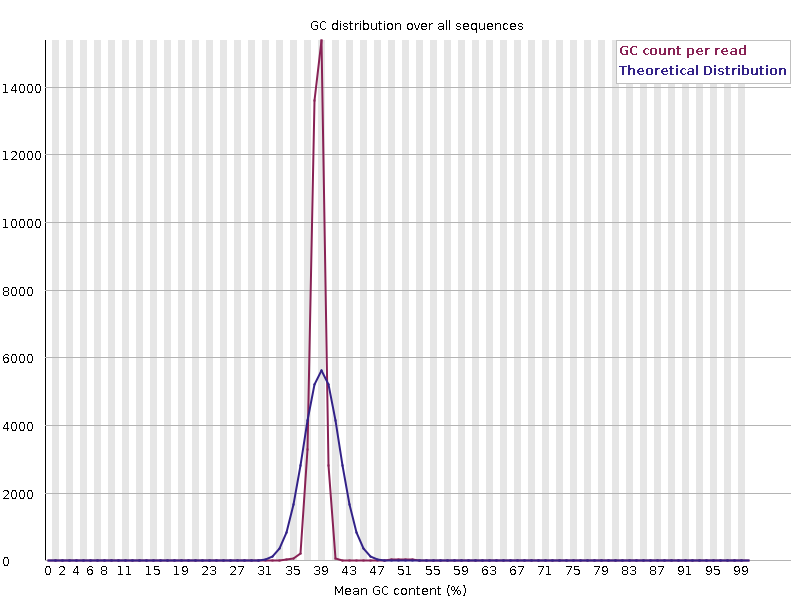 GC distribution over all sequences
GC count per read
Theoretical Distribution
14000
12000
10000
8000
6000
4000
2000
0
0 2 4 6 8 11 15 19 23 27 31 35 39 43 47 51 55 59 63 67 71 75 79 83 87 91 95 99
Mean GC content (%)